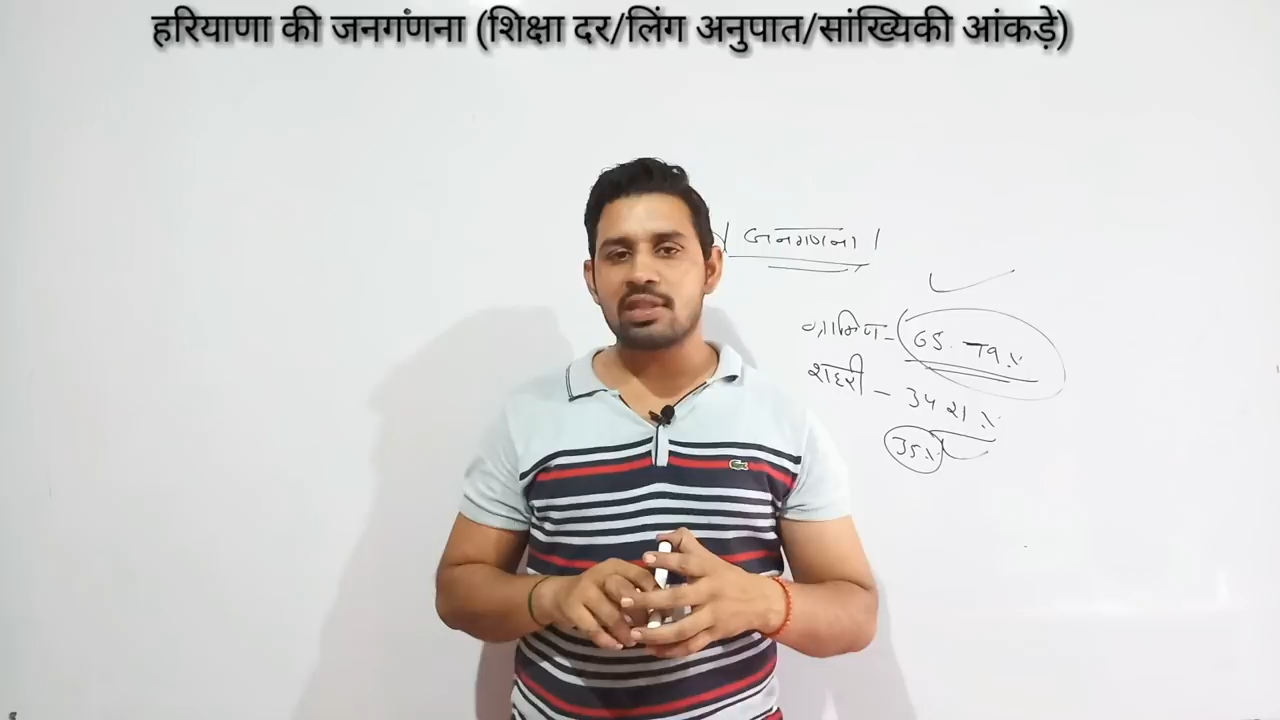 हरियाणा की जनगंणना (शिक्षा दर/लिंग अनुपात/सांख्यिकी आंकड़े)
जनगणना
ग्रामिण - 65.79%
शहरी - 34.21%
35%